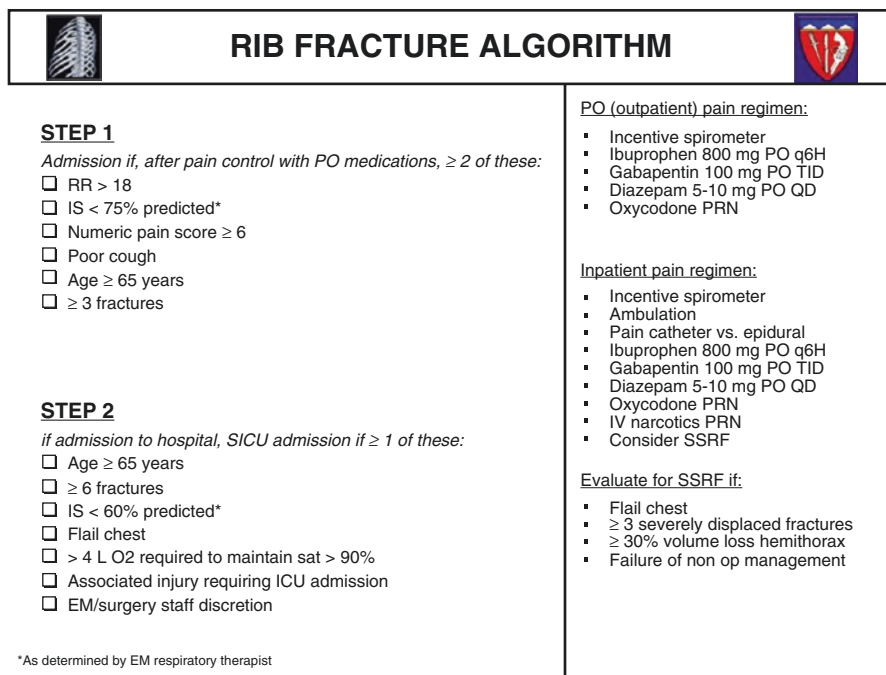 RIB FRACTURE ALGORITHM
STEP 1
Admission if, after pain control with PO medications, ≥ 2 of these:
❑ RR > 18
❑ IS < 75% predicted*
❑ Numeric pain score ≥ 6
❑ Poor cough
❑ Age ≥ 65 years
❑ ≥ 3 fractures
STEP 2
if admission to hospital, SICU admission if ≥ 1 of these:
❑ Age ≥ 65 years
❑ ≥ 6 fractures
❑ IS < 60% predicted*
❑ Flail chest
❑ > 4 L O2 required to maintain sat > 90%
❑ Associated injury requiring ICU admission
❑ EM/surgery staff discretion
*As determined by EM respiratory therapist
PO (outpatient) pain regimen:
▪ Incentive spirometer
▪ Ibuprophen 800 mg PO q6H
▪ Gabapentin 100 mg PO TID
▪ Diazepam 5-10 mg PO QD
▪ Oxycodone PRN
Inpatient pain regimen:
▪ Incentive spirometer
▪ Ambulation
▪ Pain catheter vs. epidural
▪ Ibuprophen 800 mg PO q6H
▪ Gabapentin 100 mg PO TID
▪ Diazepam 5-10 mg PO QD
▪ Oxycodone PRN
▪ IV narcotics PRN
▪ Consider SSRF
Evaluate for SSRF if:
▪ Flail chest
▪ ≥ 3 severely displaced fractures
▪ ≥ 30% volume loss hemithorax
▪ Failure of non op management